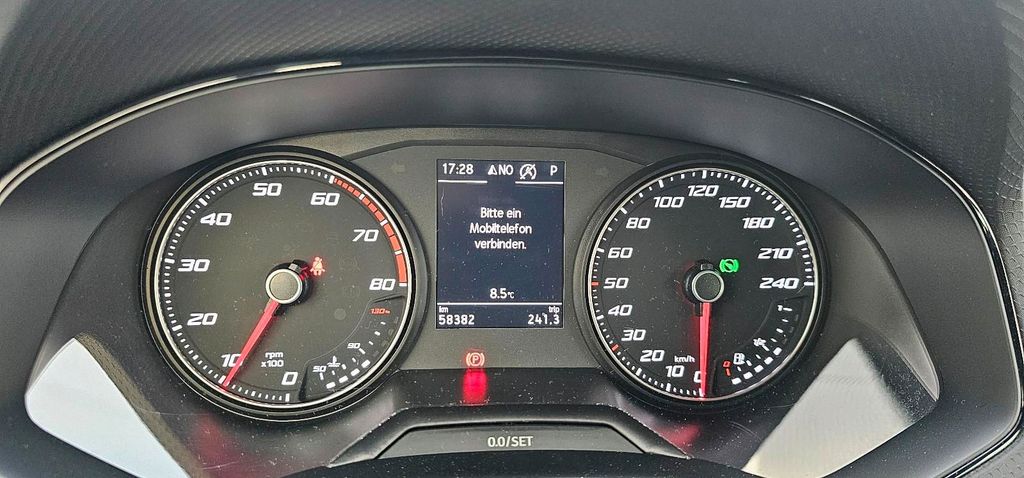 50
60
40
70
30
80
20
130°C
10
rpm
x100
0
50
90
17:28 NO P
Bitte ein
Mobiltelefon
verbinden.
8.5°C
km trip
58382 241.3
P
0.0/SET
120
100
150
80
180
60
210
50
240
40
30
20
km/h
10
0
0